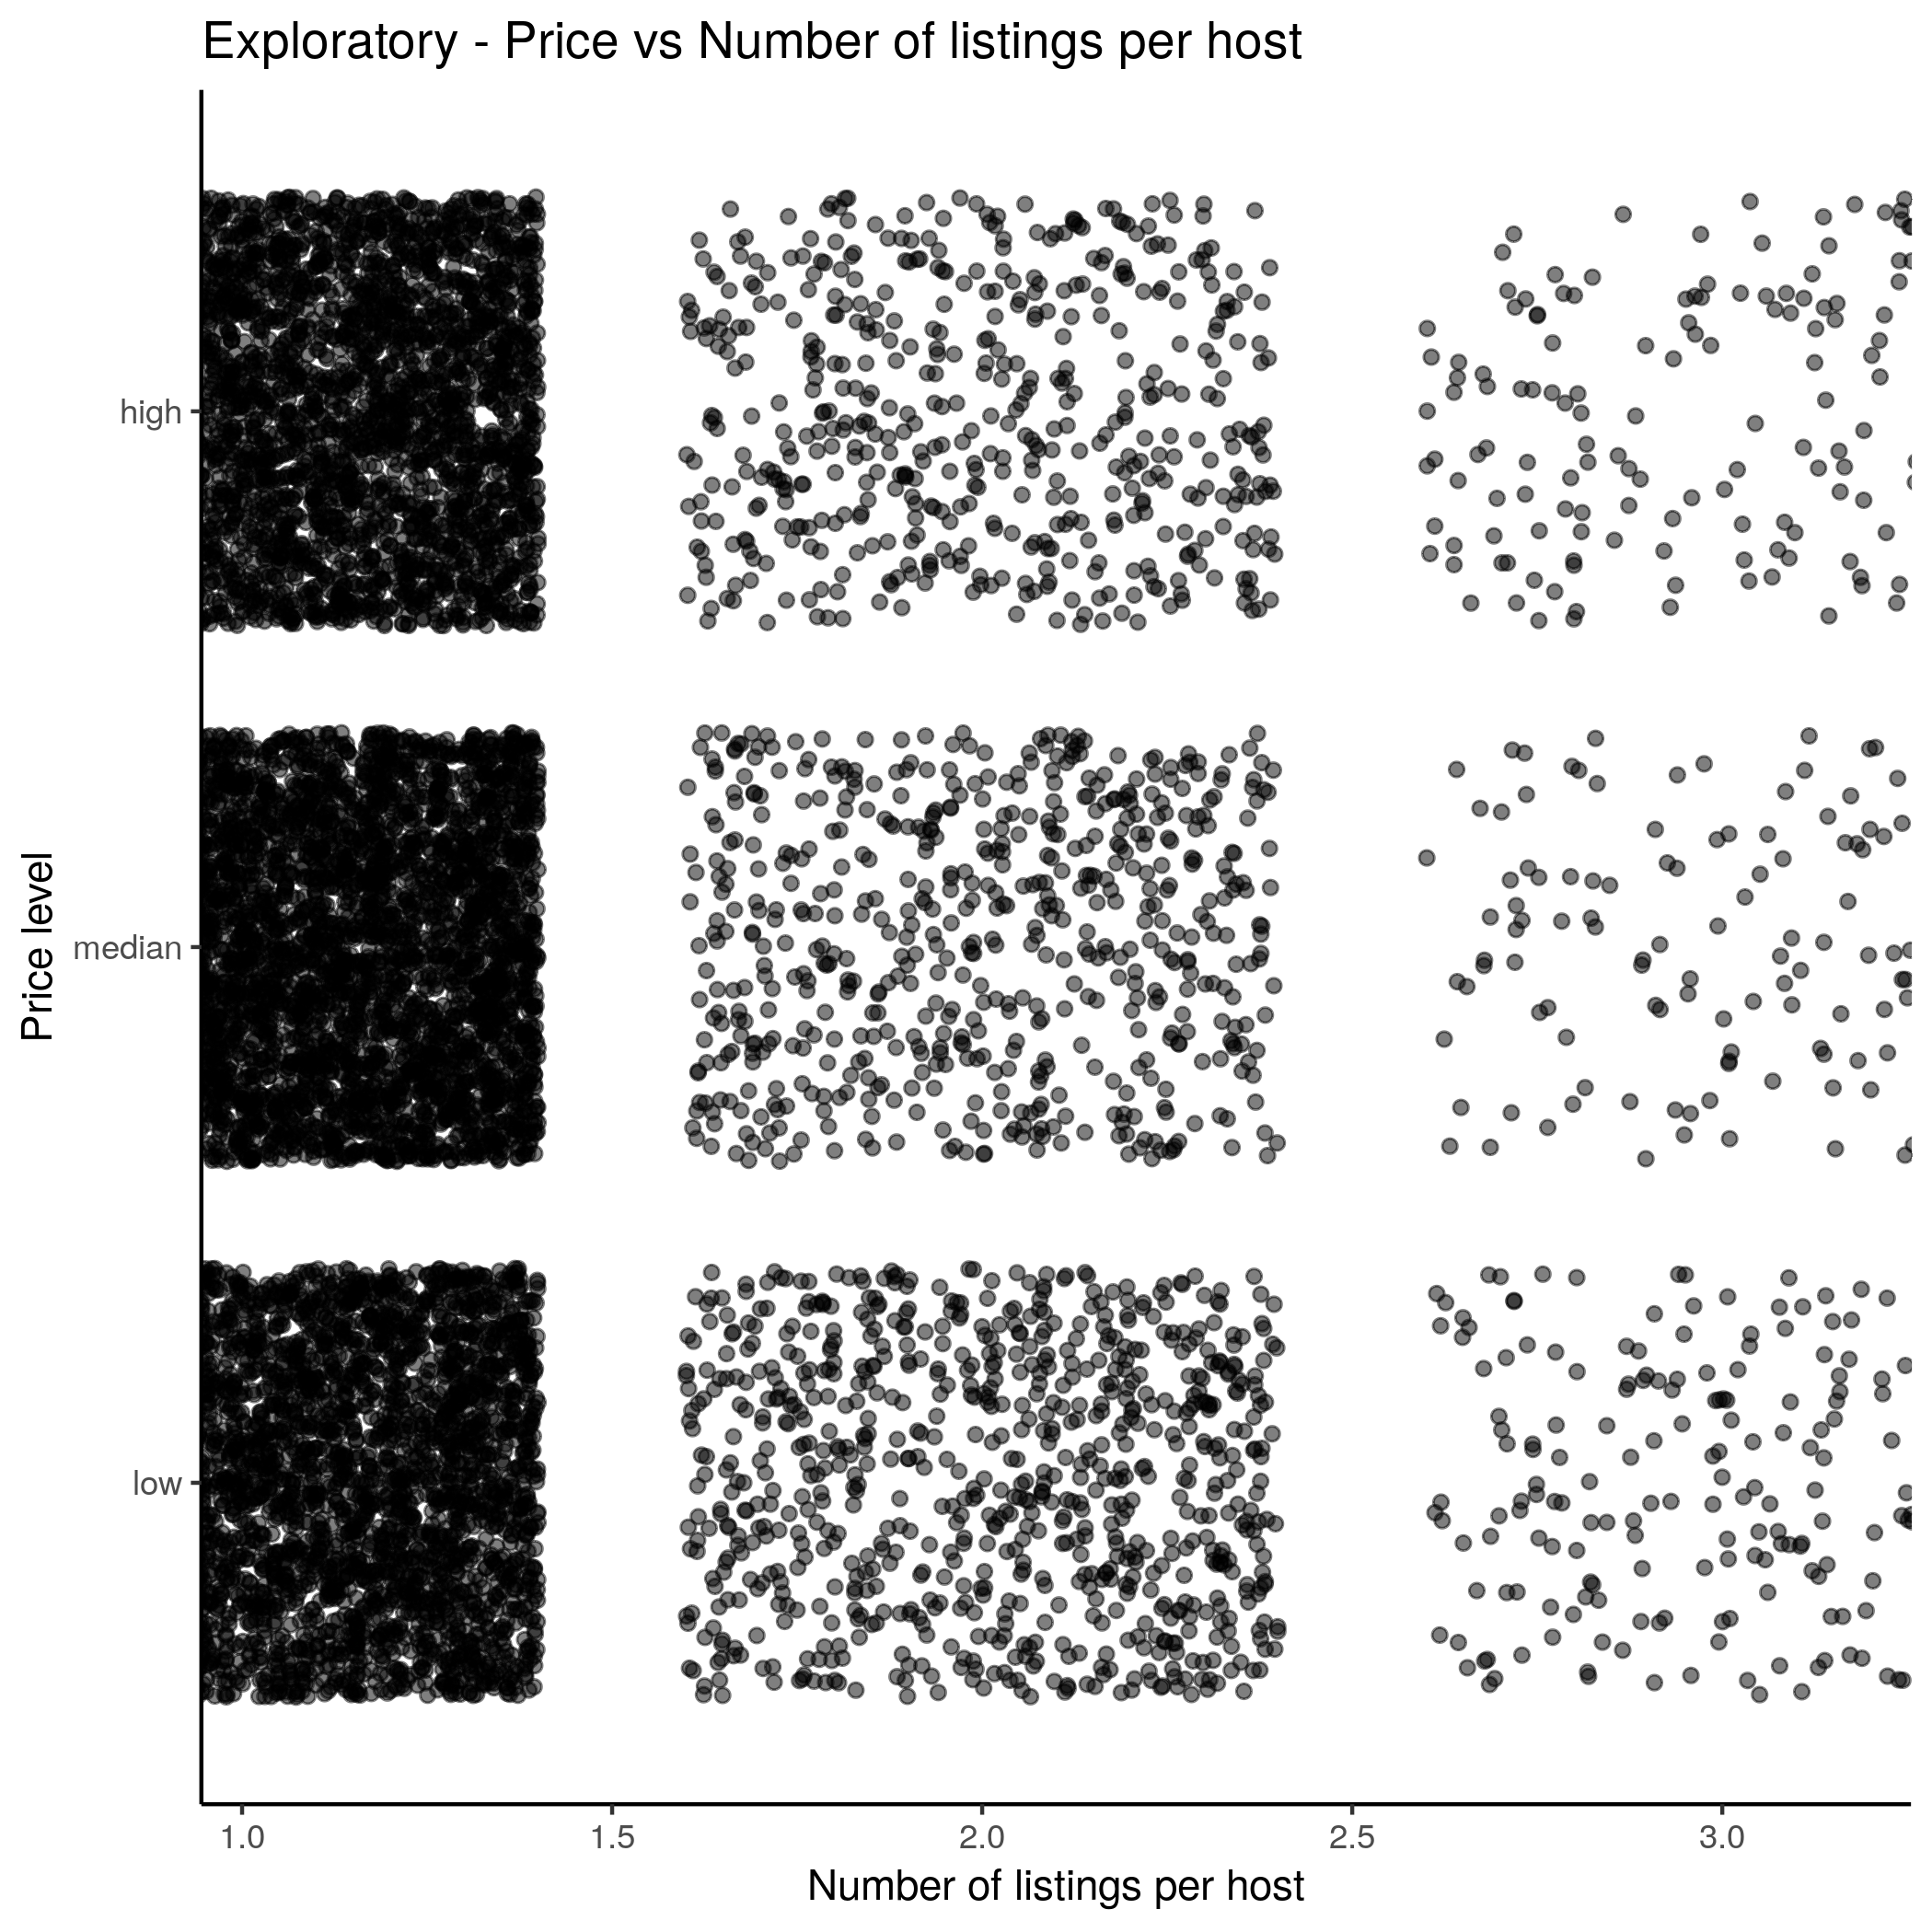 Exploratory - Price vs Number of listings per host
Price level
high
median
low
1.0 1.5 2.0 2.5 3.0
Number of listings per host